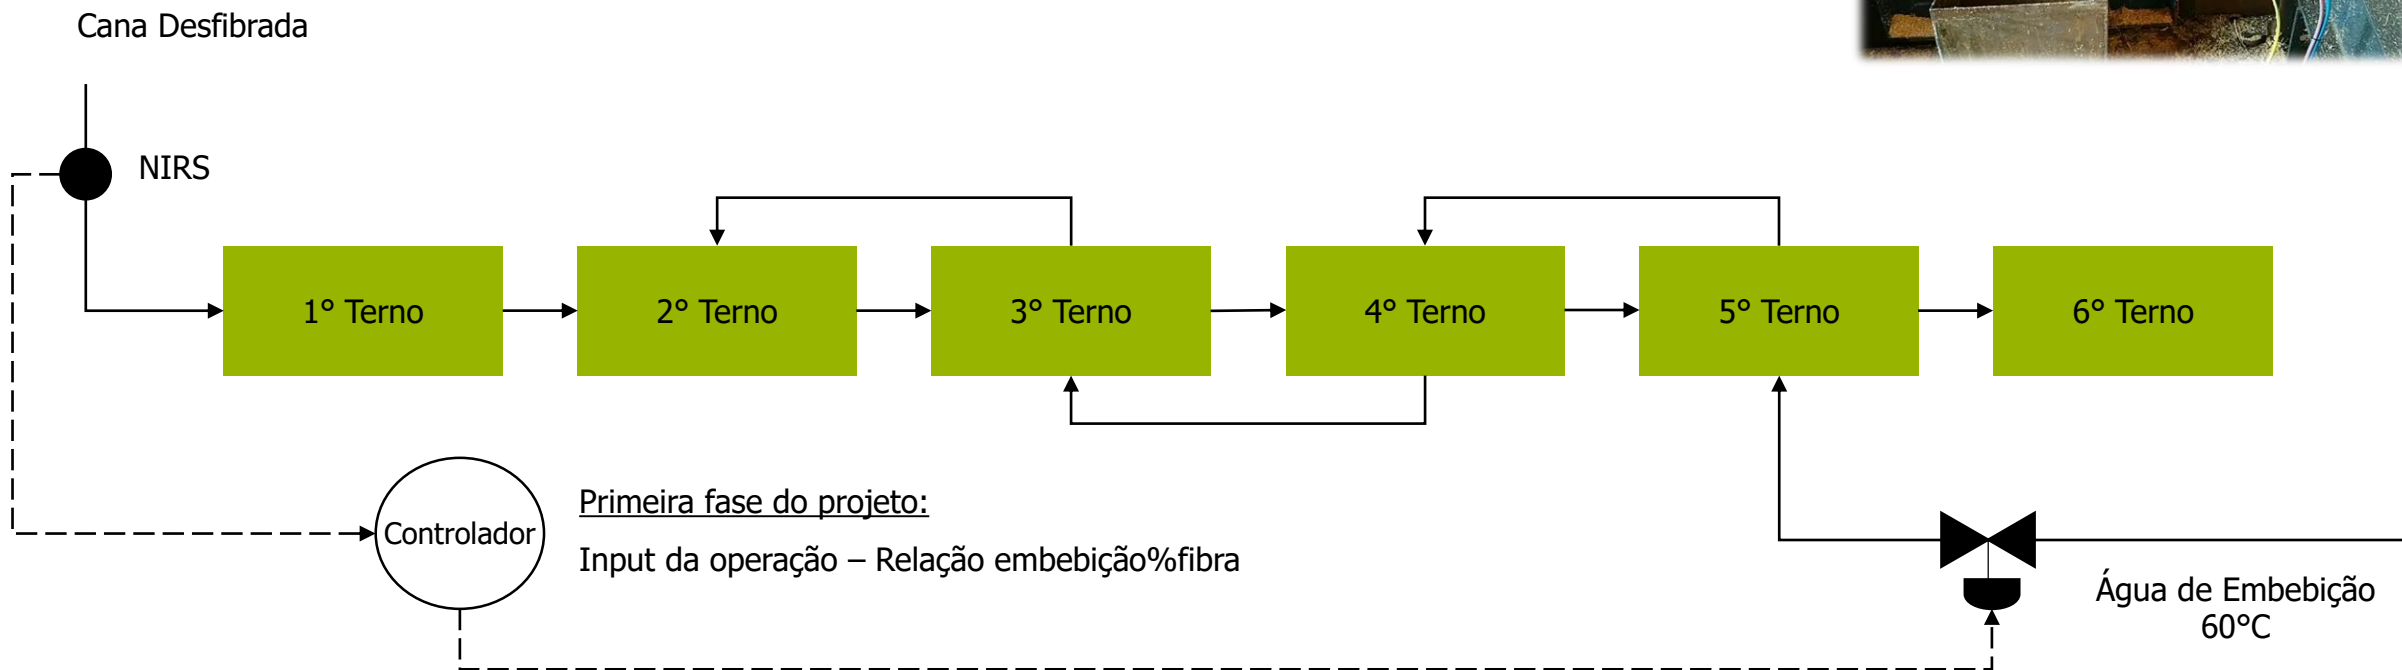 Cana Desfibrada
NIRS
1° Terno
2° Terno
3° Terno
4° Terno
5° Terno
6° Terno
Controlador
Primeira fase do projeto:
Input da operação – Relação embebição%fibra
Água de Embebição
60°C